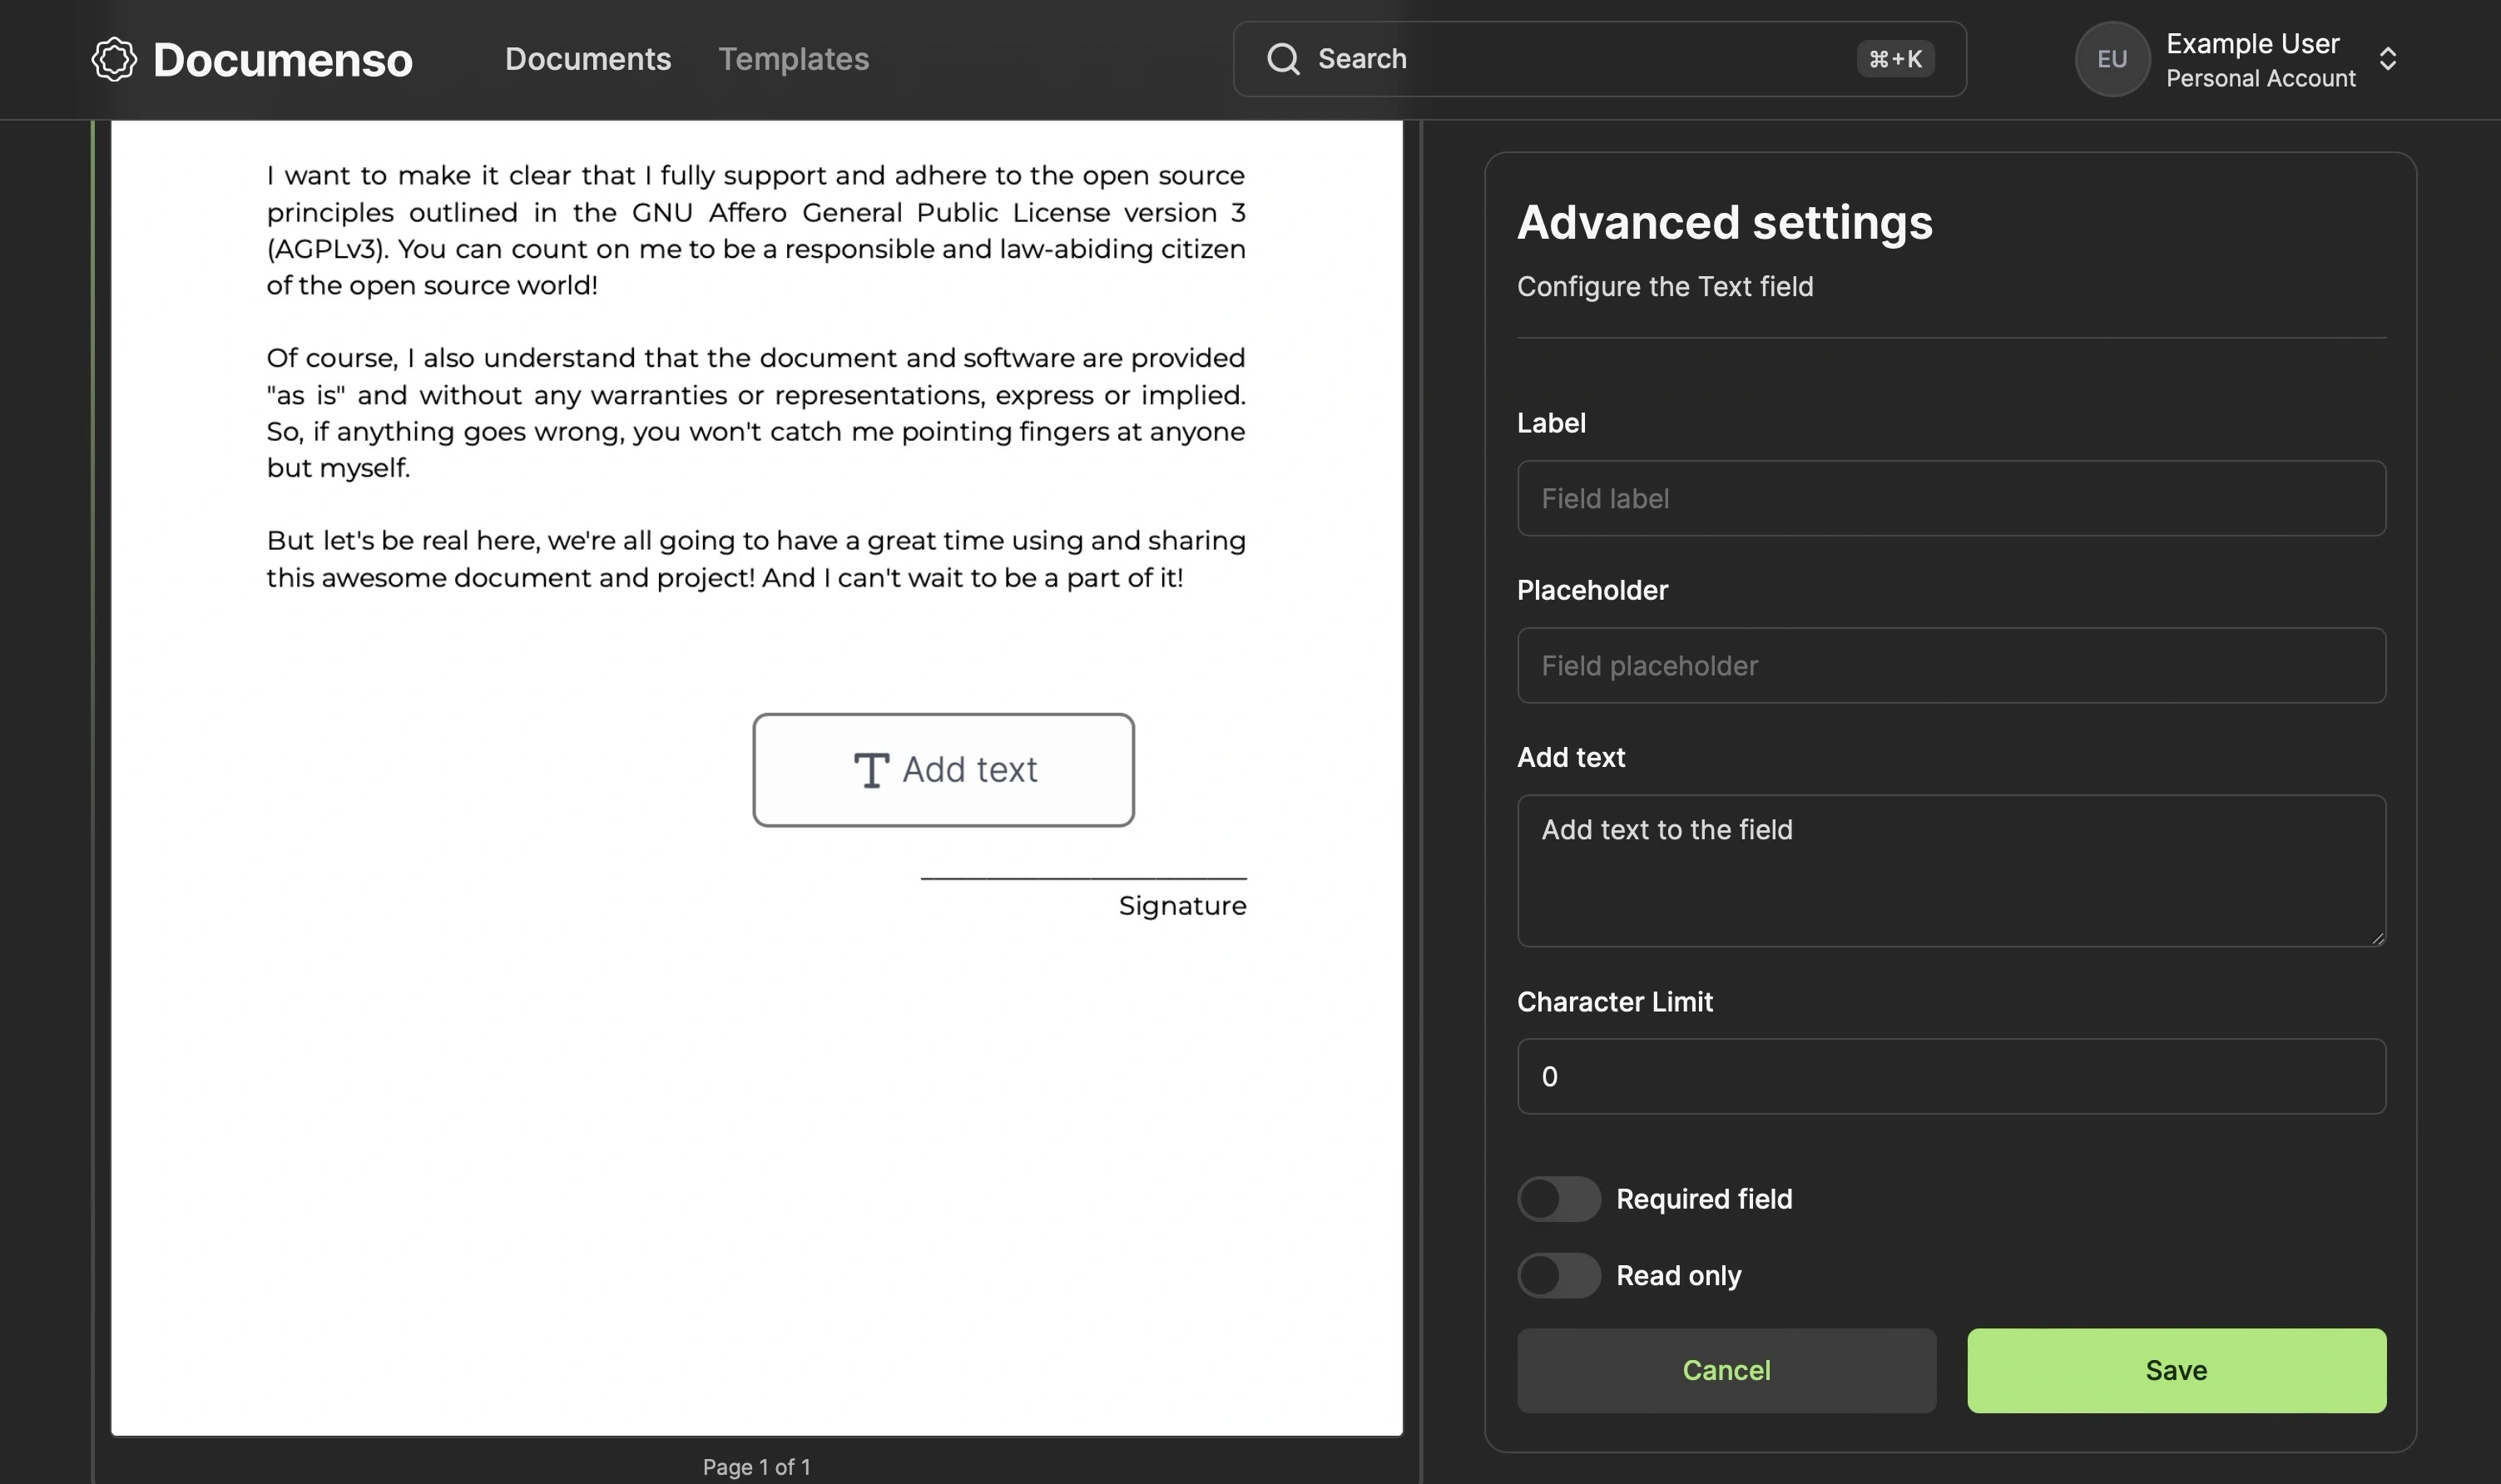 Documenso
Documents
Templates
Search
⌘+K
EU
Example User
Personal Account
I want to make it clear that I fully support and adhere to the open source
principles outlined in the GNU Affero General Public License version 3
(AGPLv3). You can count on me to be a responsible and law-abiding citizen
of the open source world!
Of course, I also understand that the document and software are provided
"as is" and without any warranties or representations, express or implied.
So, if anything goes wrong, you won't catch me pointing fingers at anyone
but myself.
But let's be real here, we're all going to have a great time using and sharing
this awesome document and project! And I can't wait to be a part of it!
Add text
Signature
Page 1 of 1
Advanced settings
Configure the Text field
Label
Field label
Placeholder
Field placeholder
Add text
Add text to the field
Character Limit
0
Required field
Read only
Cancel
Save